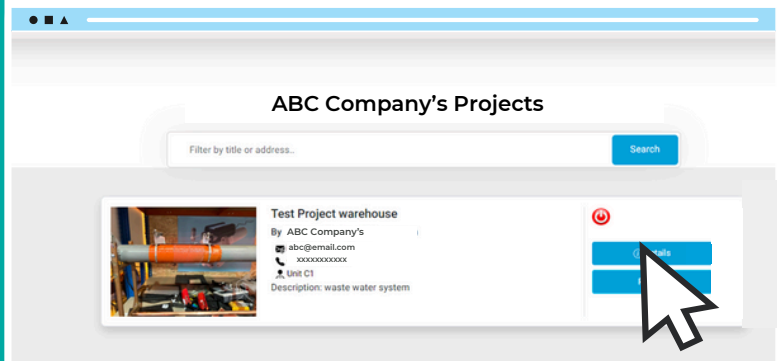 ABC Company’s Projects
Filter by title or address..
Search
Test Project warehouse
By ABC Company's
abc@email.com
xxxxxxxxxxx
Unit C1
Description: waste water system